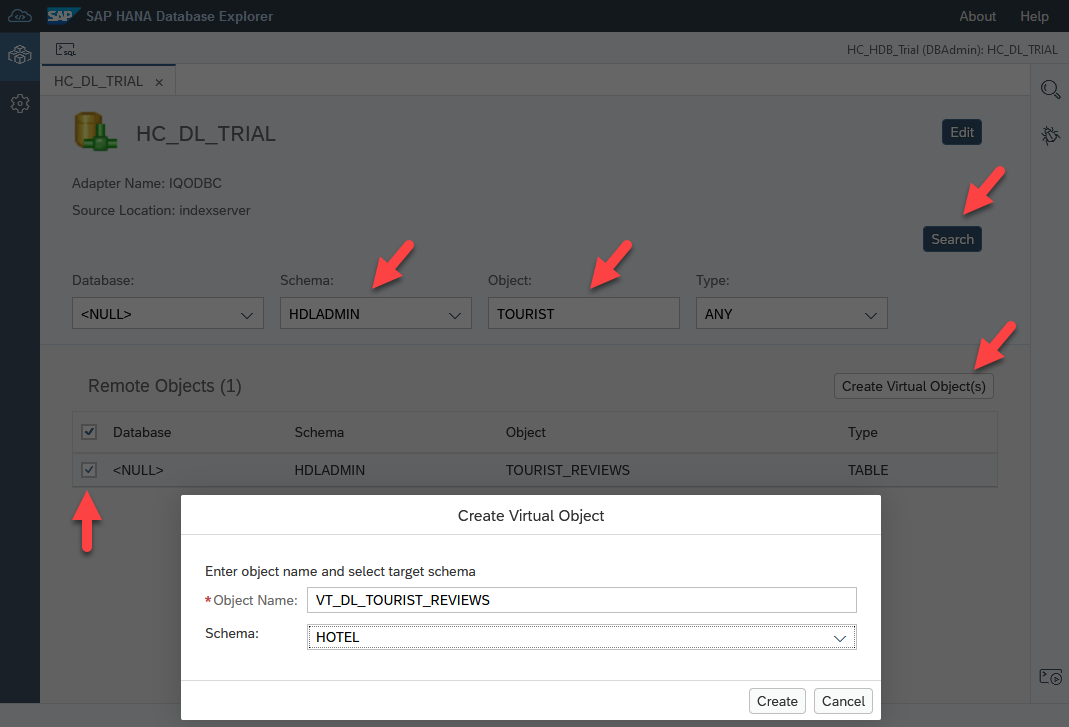 SAP SAP HANA Database Explorer About Help
SQL HC_HDB_Trial (DBAdmin): HC_DL_TRIAL
HC_DL_TRIAL ×
HC_DL_TRIAL Edit
Adapter Name: IQODBC
Source Location: indexserver
Search
Database: Schema: Object: Type:
<NULL> HDLADMIN TOURIST ANY
Remote Objects (1) Create Virtual Object(s)
Database Schema Object Type
<NULL> HDLADMIN TOURIST_REVIEWS TABLE
Create Virtual Object
Enter object name and select target schema
*Object Name: VT_DL_TOURIST_REVIEWS
Schema: HOTEL
Create Cancel